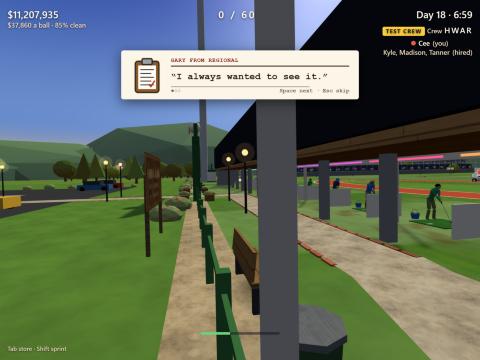 $11,207,935
$37,860 a ball · 85% clean
0 / 60
Day 18 · 6:59
TEST CREW Crew HWAR
Cee (you)
Kyle, Madison, Tanner (hired)
GARY FROM REGIONAL
“I always wanted to see it.”
Space next · Esc skip
Tab store · Shift sprint